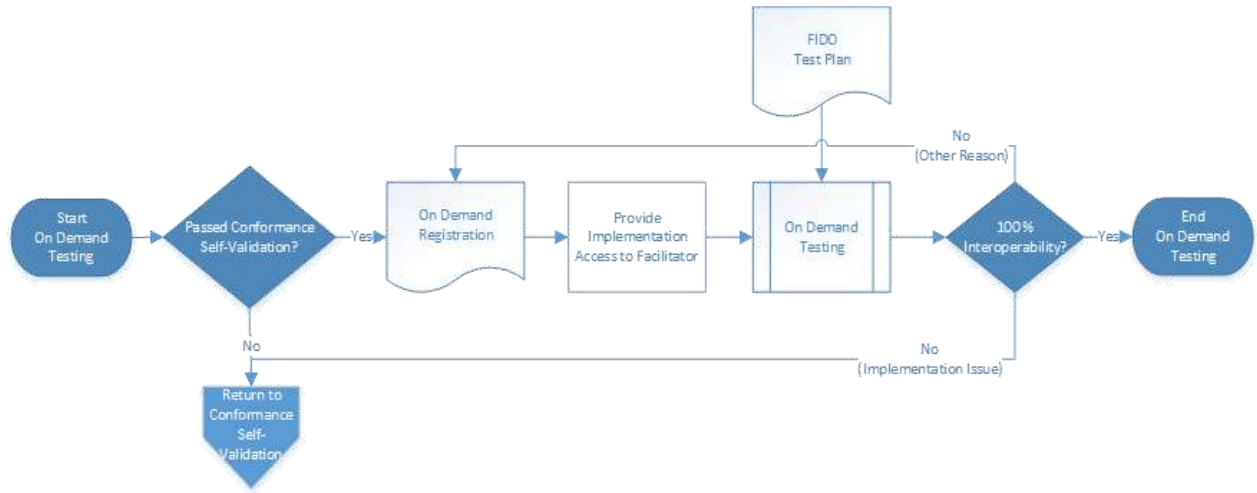 FIDO
Test Plan
No
(Other Reason)
Start
On Demand
Testing
Passed Conformance
Self-Validation?
Yes
On Demand
Registration
Provide
Implementation
Access to Facilitator
On Demand
Testing
100%
Interoperability?
Yes
End
On Demand
Testing
No
No
(Implementation Issue)
Return to
Conformance
Self-
Validation